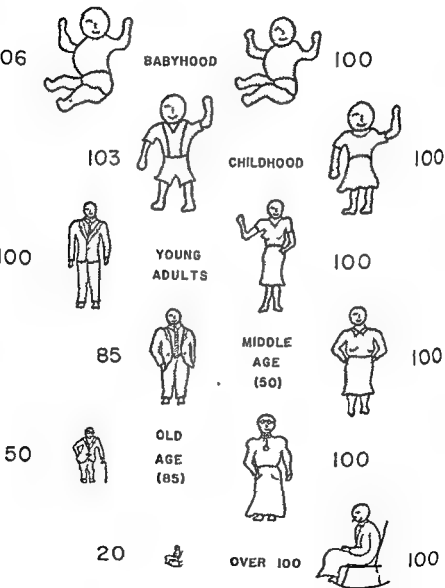 06 BABYHOOD 100
103 CHILDHOOD 100
100 YOUNG ADULTS 100
85 MIDDLE AGE (50) 100
50 OLD AGE (85) 100
20 OVER 100 100